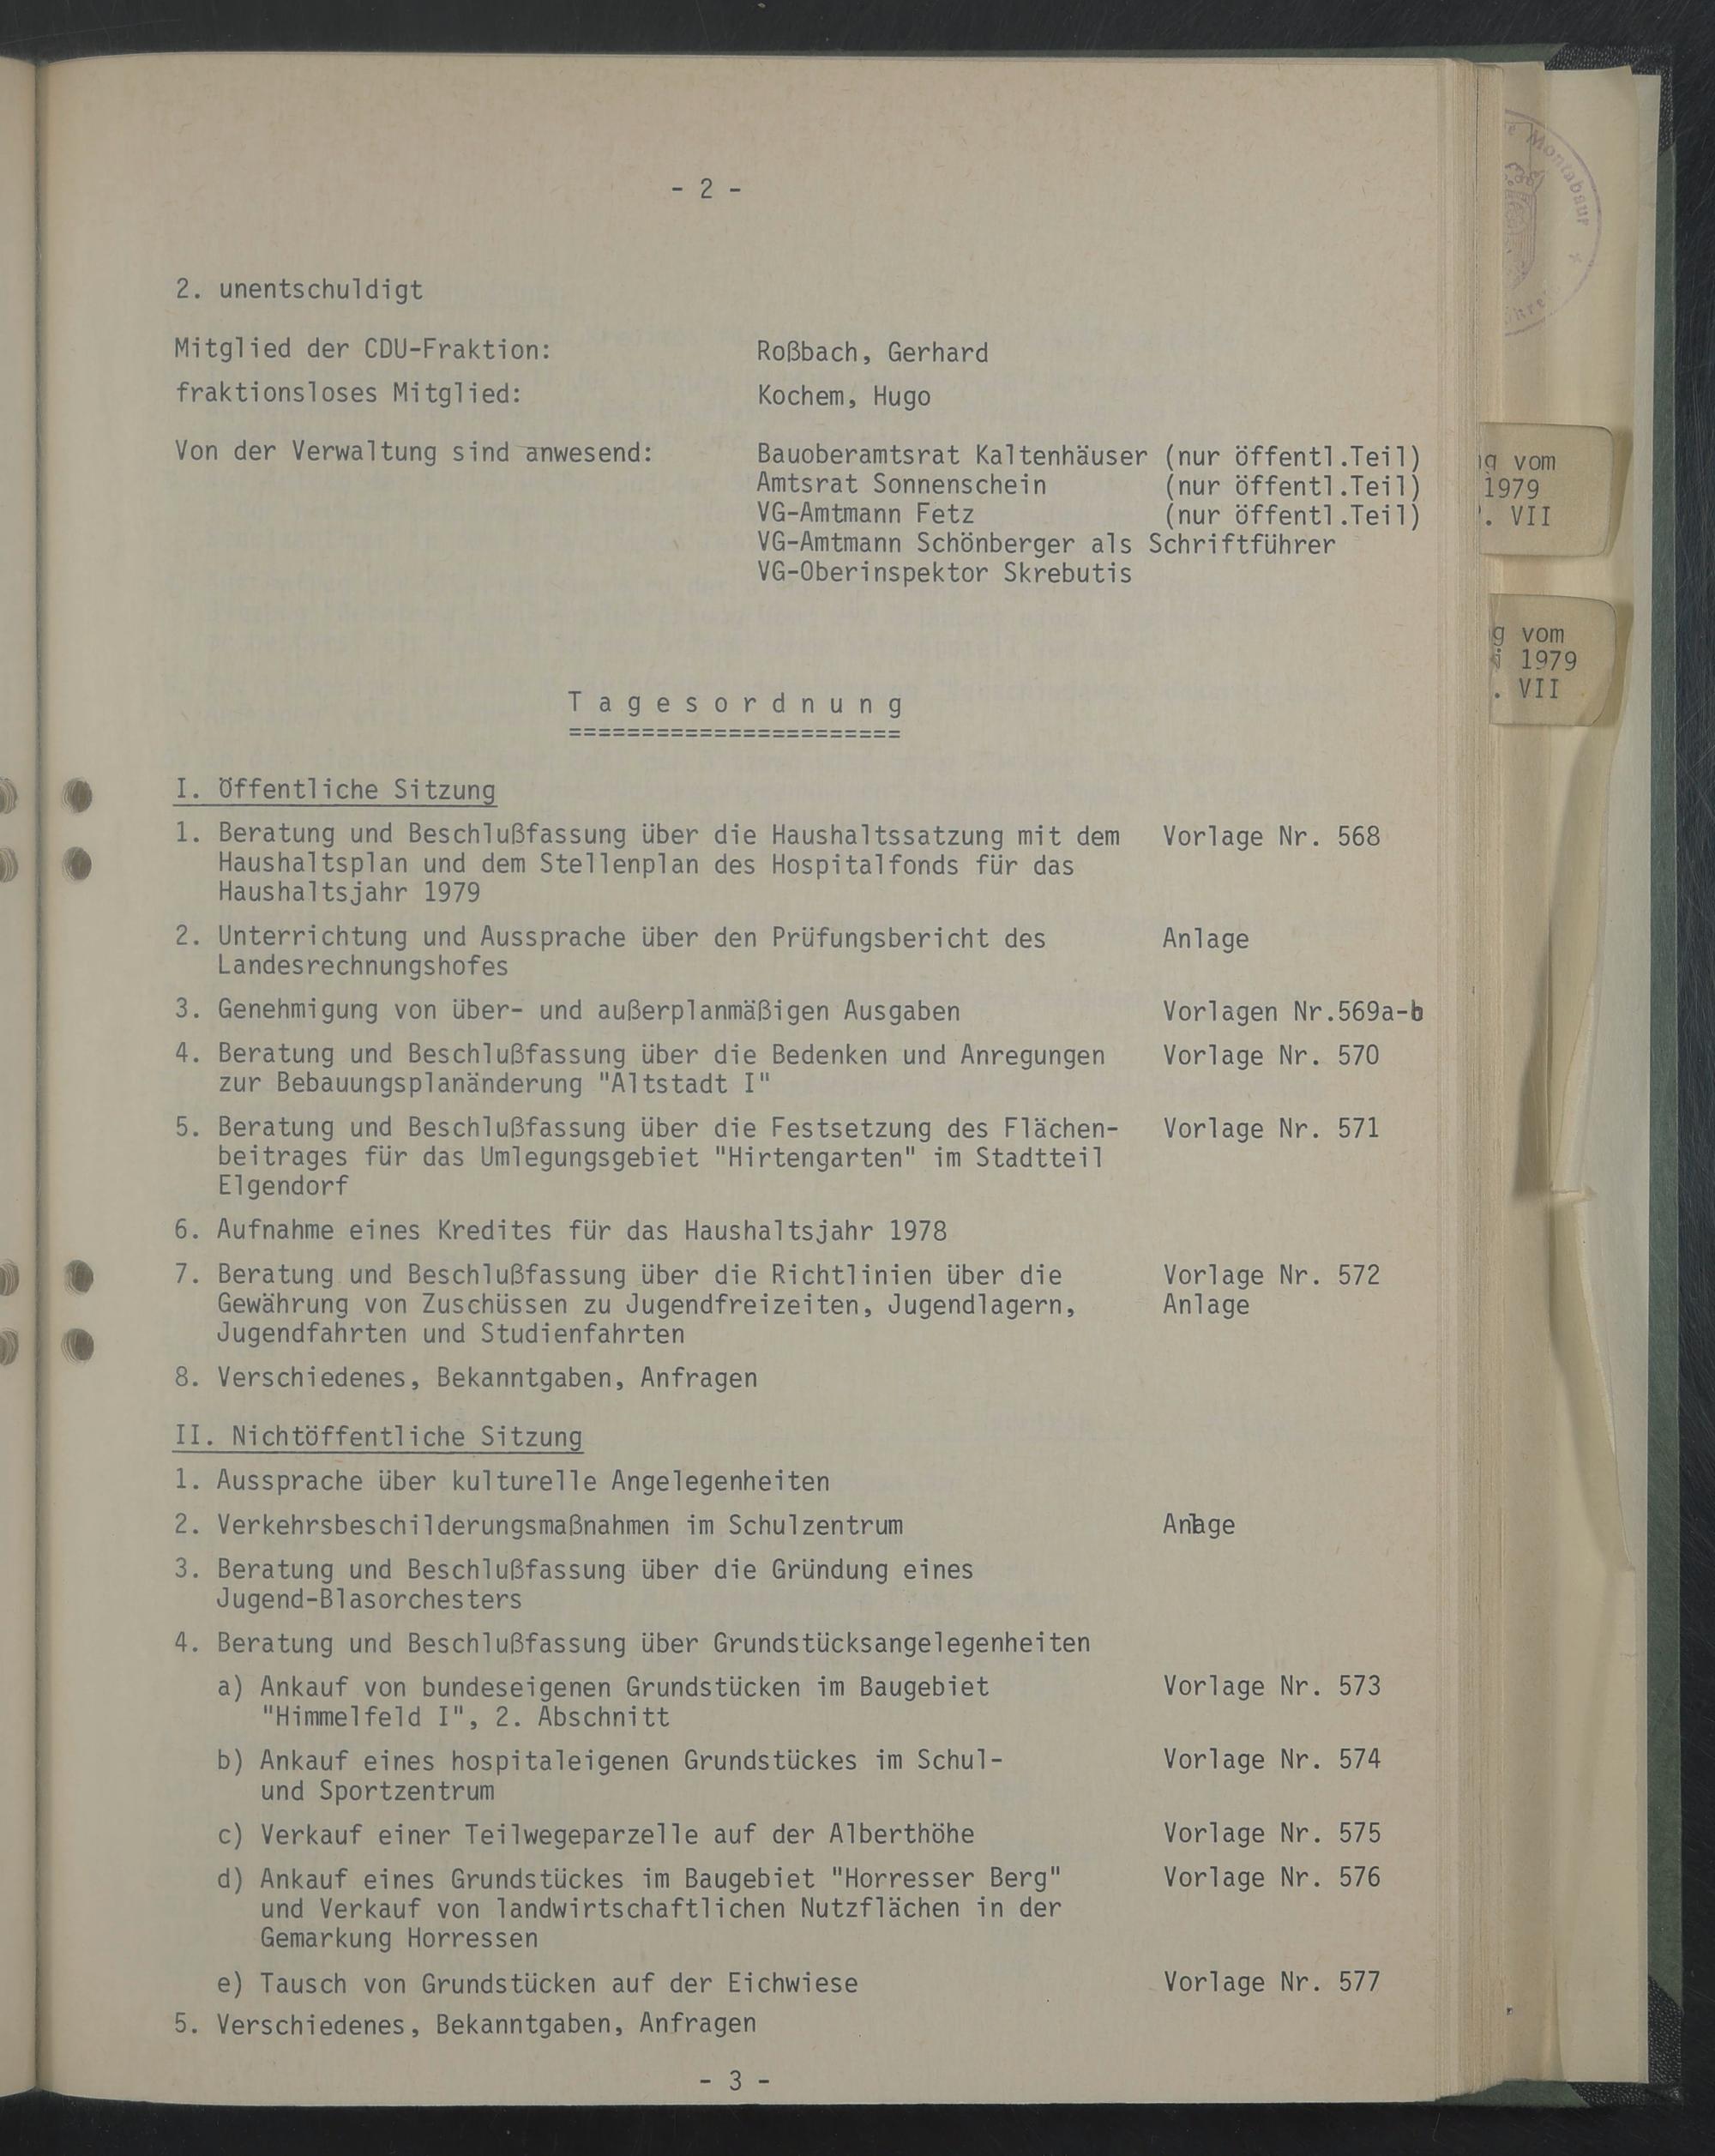 - 2 -
2. unentschuldigt
Mitglied der CDU-Fraktion: Roßbach, Gerhard
fraktionsloses Mitglied: Kochem, Hugo
Von der Verwaltung sind anwesend: Bauoberamtsrat Kaltenhäuser (nur öffentl.Teil)
Amtsrat Sonnenschein (nur öffentl.Teil)
VG-Amtmann Fetz (nur öffentl.Teil)
VG-Amtmann Schönberger als Schriftführer
VG-Oberinspektor Skrebutis
T a g e s o r d n u n g
=======================
I. Öffentliche Sitzung
1. Beratung und Beschlußfassung über die Haushaltssatzung mit dem Vorlage Nr. 568
Haushaltsplan und dem Stellenplan des Hospitalfonds für das
Haushaltsjahr 1979
2. Unterrichtung und Aussprache über den Prüfungsbericht des Anlage
Landesrechnungshofes
3. Genehmigung von über- und außerplanmäßigen Ausgaben Vorlagen Nr.569a-b
4. Beratung und Beschlußfassung über die Bedenken und Anregungen Vorlage Nr. 570
zur Bebauungsplanänderung "Altstadt I"
5. Beratung und Beschlußfassung über die Festsetzung des Flächen- Vorlage Nr. 571
beitrages für das Umlegungsgebiet "Hirtengarten" im Stadtteil
Elgendorf
6. Aufnahme eines Kredites für das Haushaltsjahr 1978
7. Beratung und Beschlußfassung über die Richtlinien über die Vorlage Nr. 572
Gewährung von Zuschüssen zu Jugendfreizeiten, Jugendlagern, Anlage
Jugendfahrten und Studienfahrten
8. Verschiedenes, Bekanntgaben, Anfragen
II. Nichtöffentliche Sitzung
1. Aussprache über kulturelle Angelegenheiten
2. Verkehrsbeschilderungsmaßnahmen im Schulzentrum Anlage
3. Beratung und Beschlußfassung über die Gründung eines
Jugend-Blasorchesters
4. Beratung und Beschlußfassung über Grundstücksangelegenheiten
a) Ankauf von bundeseigenen Grundstücken im Baugebiet Vorlage Nr. 573
"Himmelfeld I", 2. Abschnitt
b) Ankauf eines hospitaleigenen Grundstückes im Schul- Vorlage Nr. 574
und Sportzentrum
c) Verkauf einer Teilwegeparzelle auf der Alberthöhe Vorlage Nr. 575
d) Ankauf eines Grundstückes im Baugebiet "Horresser Berg" Vorlage Nr. 576
und Verkauf von landwirtschaftlichen Nutzflächen in der
Gemarkung Horressen
e) Tausch von Grundstücken auf der Eichwiese Vorlage Nr. 577
5. Verschiedenes, Bekanntgaben, Anfragen
- 3 -
Montabaur
vom
1979
. VII
g vom
1979
. VII